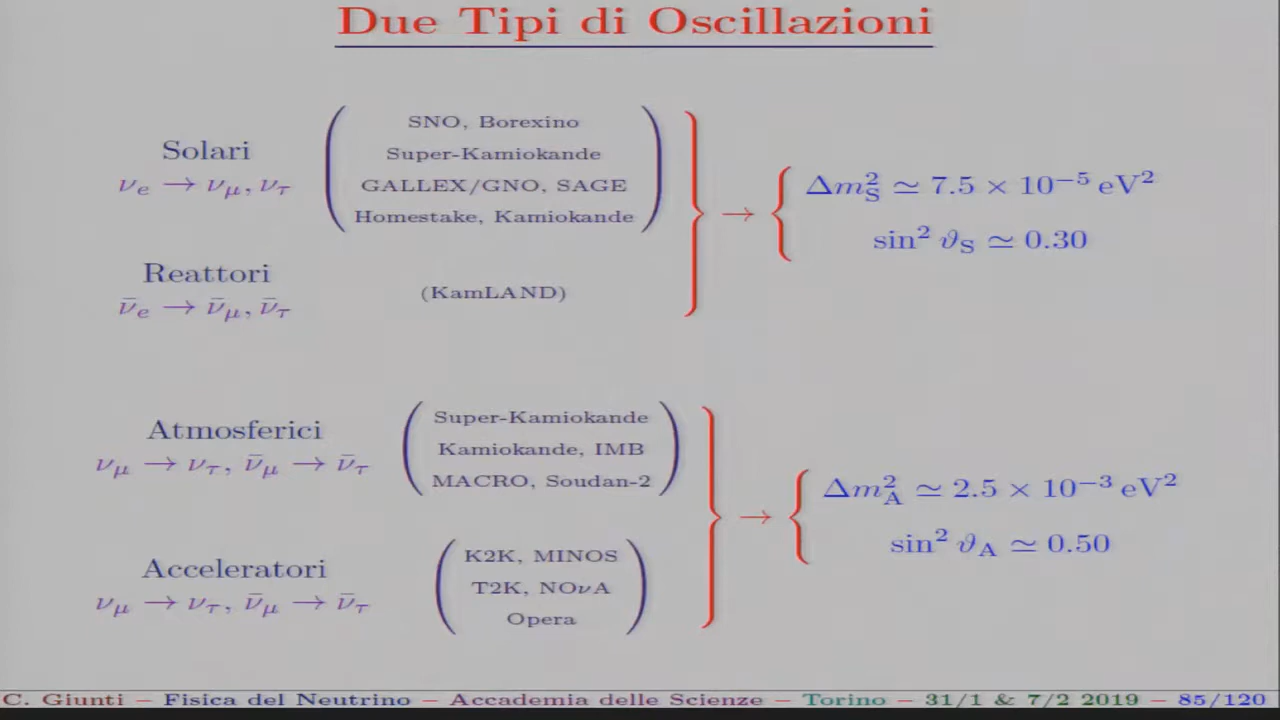 Due Tipi di Oscillazioni
Solari
νe → νμ, ντ
SNO, Borexino
Super-Kamiokande
GALLEX/GNO, SAGE
Homestake, Kamiokande
Reattori
ν̄e → ν̄μ, ν̄τ
(KamLAND)
→
Δm²S ≃ 7.5 × 10⁻⁵ eV²
sin² ϑS ≃ 0.30
Atmosferici
νμ → ντ, ν̄μ → ν̄τ
Super-Kamiokande
Kamiokande, IMB
MACRO, Soudan-2
Acceleratori
νμ → ντ, ν̄μ → ν̄τ
K2K, MINOS
T2K, NOνA
Opera
→
Δm²A ≃ 2.5 × 10⁻³ eV²
sin² ϑA ≃ 0.50
C. Giunti – Fisica del Neutrino – Accademia delle Scienze – Torino – 31/1 & 7/2 2019 – 85/120